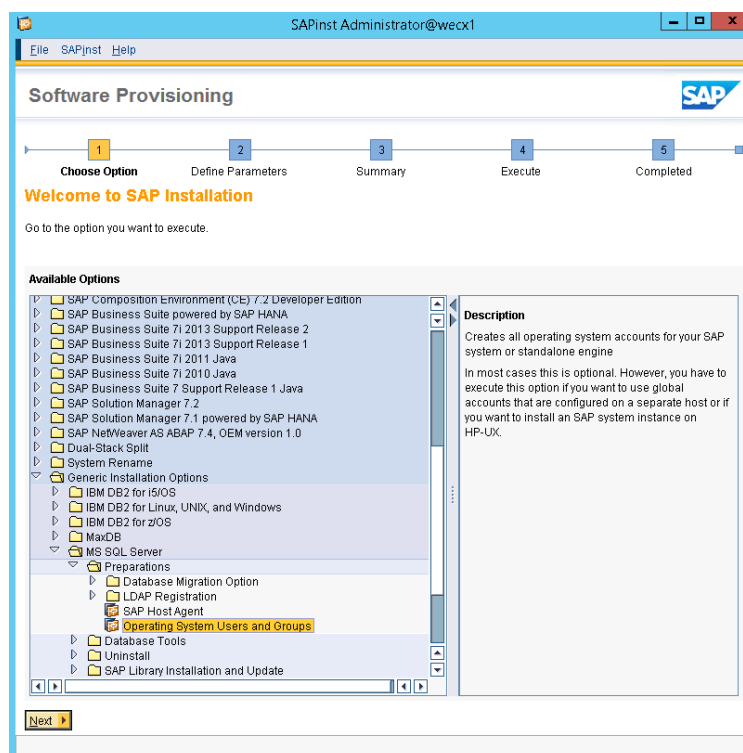 SAPinst Administrator@wecx1
File SAPinst Help
Software Provisioning
SAP
1 2 3 4 5
Choose Option Define Parameters Summary Execute Completed
Welcome to SAP Installation
Go to the option you want to execute.
Available Options
SAP Composition Environment (CE) 7.2 Developer Edition
SAP Business Suite powered by SAP HANA
SAP Business Suite 7i 2013 Support Release 2
SAP Business Suite 7i 2013 Support Release 1
SAP Business Suite 7i 2011 Java
SAP Business Suite 7i 2010 Java
SAP Business Suite 7 Support Release 1 Java
SAP Solution Manager 7.2
SAP Solution Manager 7.1 powered by SAP HANA
SAP NetWeaver AS ABAP 7.4, OEM version 1.0
Dual-Stack Split
System Rename
Generic Installation Options
IBM DB2 for i5/OS
IBM DB2 for Linux, UNIX, and Windows
IBM DB2 for z/OS
MaxDB
MS SQL Server
Preparations
Database Migration Option
LDAP Registration
SAP Host Agent
Operating System Users and Groups
Database Tools
Uninstall
SAP Library Installation and Update
Description
Creates all operating system accounts for your SAP
system or standalone engine
In most cases this is optional. However, you have to
execute this option if you want to use global
accounts that are configured on a separate host or if
you want to install an SAP system instance on
HP-UX.
Next